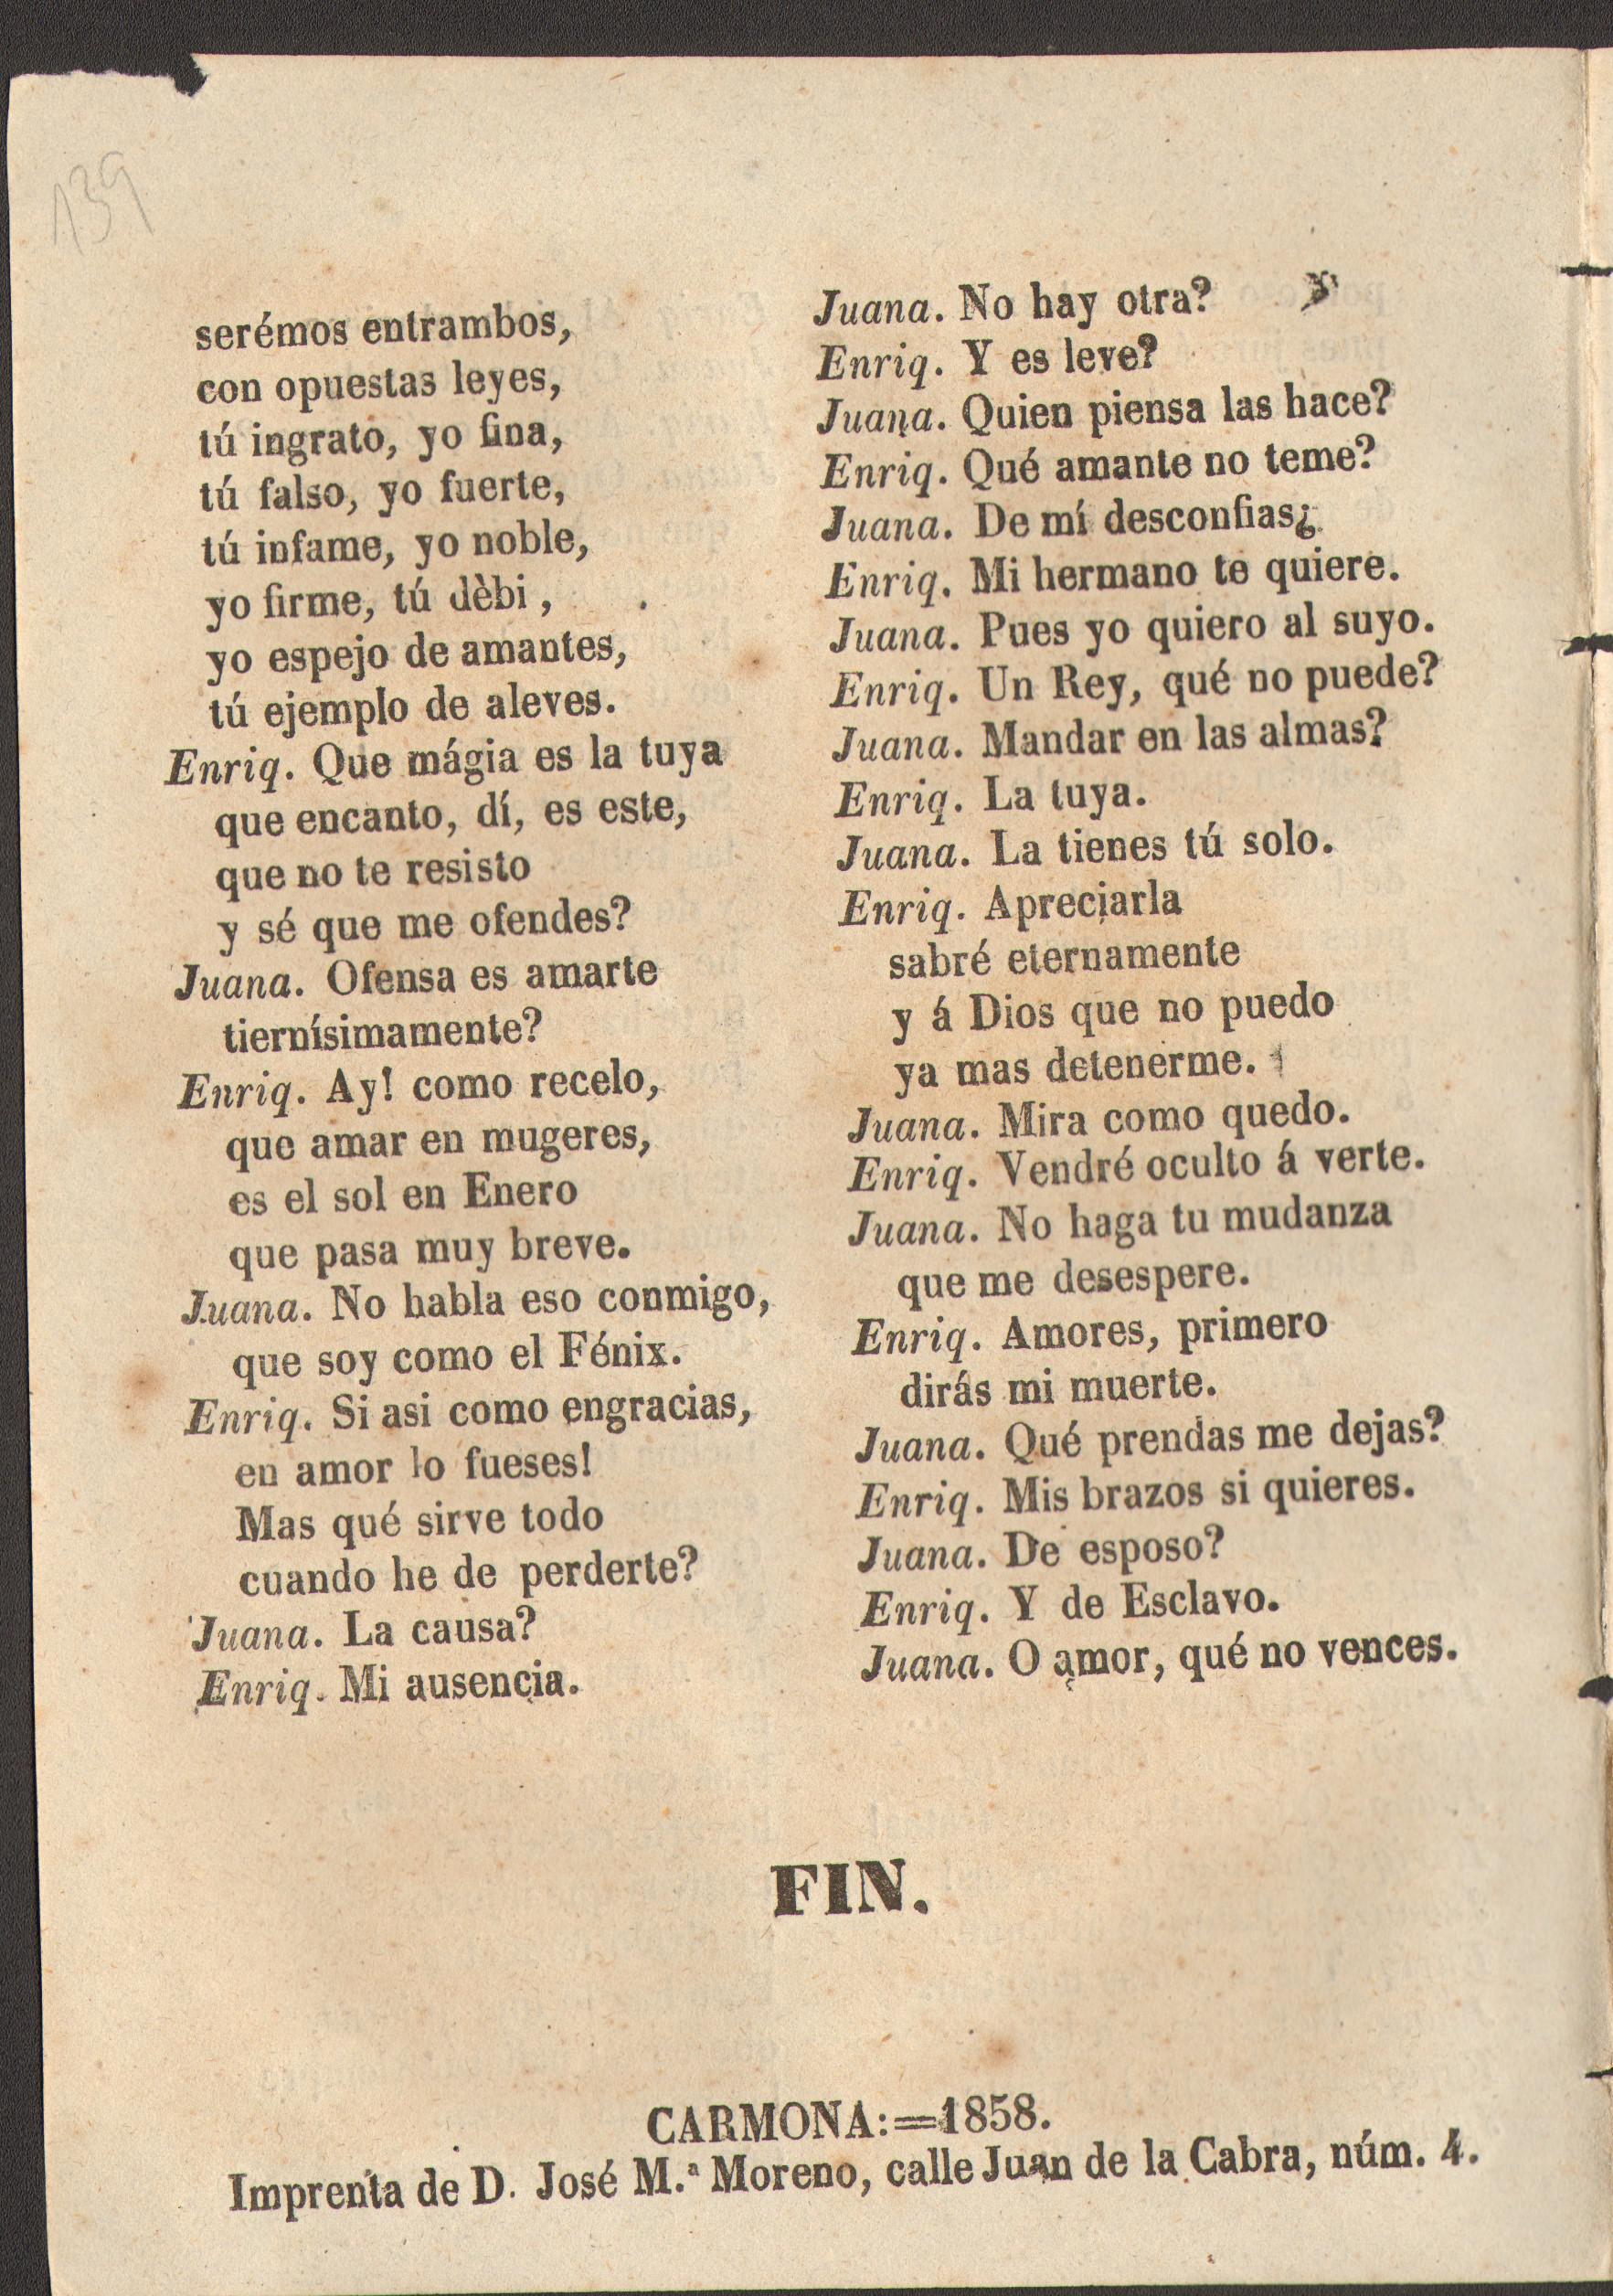 139
serémos entrambos,
con opuestas leyes,
tú ingrato, yo fina,
tú falso, yo fuerte,
tú infame, yo noble,
yo firme, tú dèbi ,
yo espejo de amantes,
tú ejemplo de aleves.
Enriq. Que mágia es la tuya
que encanto, dí, es este,
que no te resisto
y sé que me ofendes?
Juana. Ofensa es amarte
tiernísimamente?
Enriq. Ay! como recelo,
que amar en mugeres,
es el sol en Enero
que pasa muy breve.
Juana. No habla eso conmigo,
que soy como el Fénix.
Enriq. Si asi como engracias,
en amor lo fueses!
Mas qué sirve todo
cuando he de perderte?
Juana. La causa?
Enriq. Mi ausencia.
Juana. No hay otra?
Enriq. Y es leve?
Juana. Quien piensa las hace?
Enriq. Qué amante no teme?
Juana. De mí desconfias¿
Enriq. Mi hermano te quiere.
Juana. Pues yo quiero al suyo.
Enriq. Un Rey, qué no puede?
Juana. Mandar en las almas?
Enriq. La tuya.
Juana. La tienes tú solo.
Enriq. Apreciarla
sabré eternamente
y á Dios que no puedo
ya mas detenerme.
Juana. Mira como quedo.
Enriq. Vendré oculto á verte.
Juana. No haga tu mudanza
que me desespere.
Enriq. Amores, primero
dirás mi muerte.
Juana. Qué prendas me dejas?
Enriq. Mis brazos si quieres.
Juana. De esposo?
Enriq. Y de Esclavo.
Juana. O amor, qué no vences.
FIN.
CARMONA:=1858.
Imprenta de D. José M.ª Moreno, calle Juan de la Cabra, núm. 4.